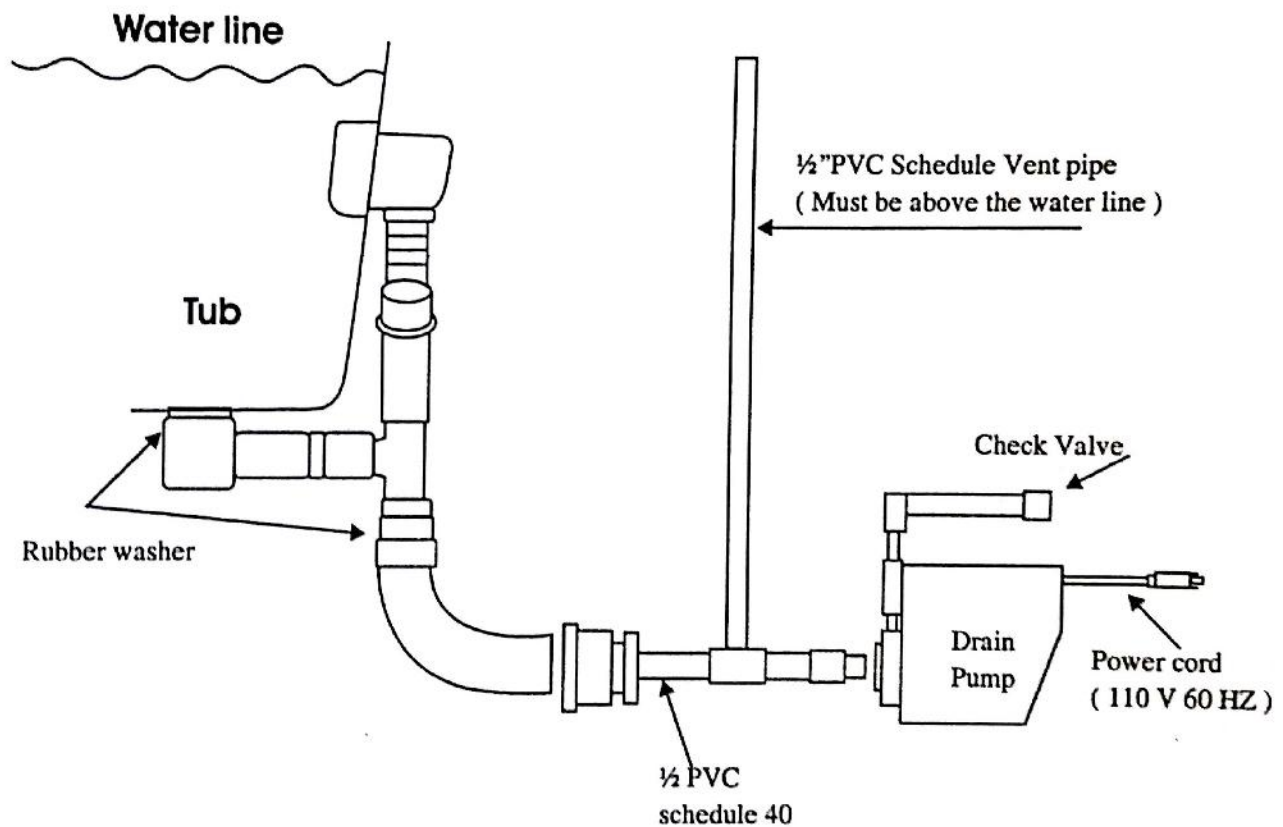 Water line
½”PVC Schedule Vent pipe
( Must be above the water line )
Tub
Check Valve
Rubber washer
Drain
Pump
Power cord
( 110 V 60 HZ )
½ PVC
schedule 40